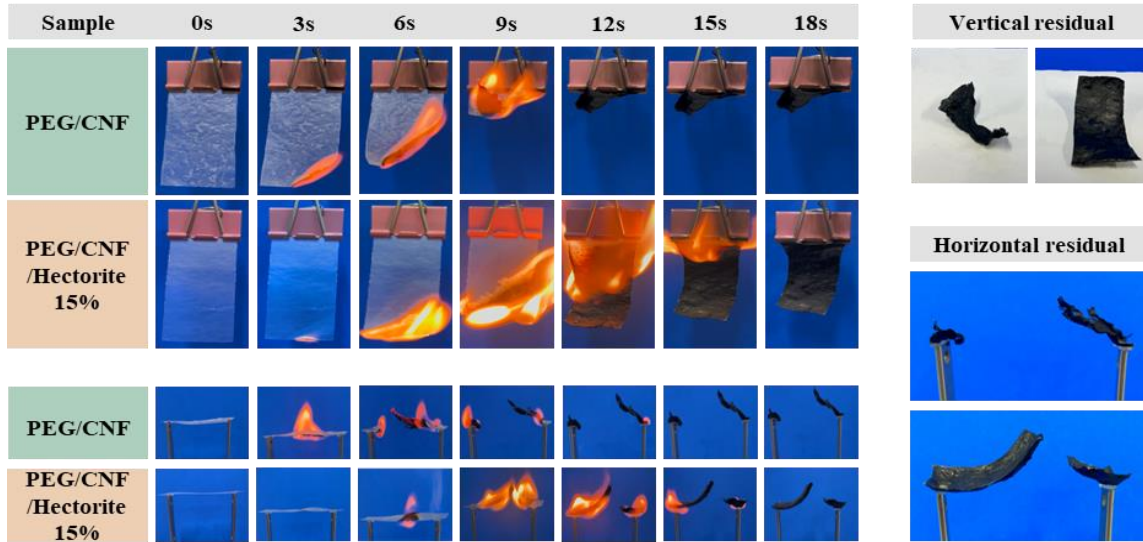 Sample 0s 3s 6s 9s 12s 15s 18s
Vertical residual
PEG/CNF
PEG/CNF
/Hectorite
15%
Horizontal residual
PEG/CNF
PEG/CNF
/Hectorite
15%